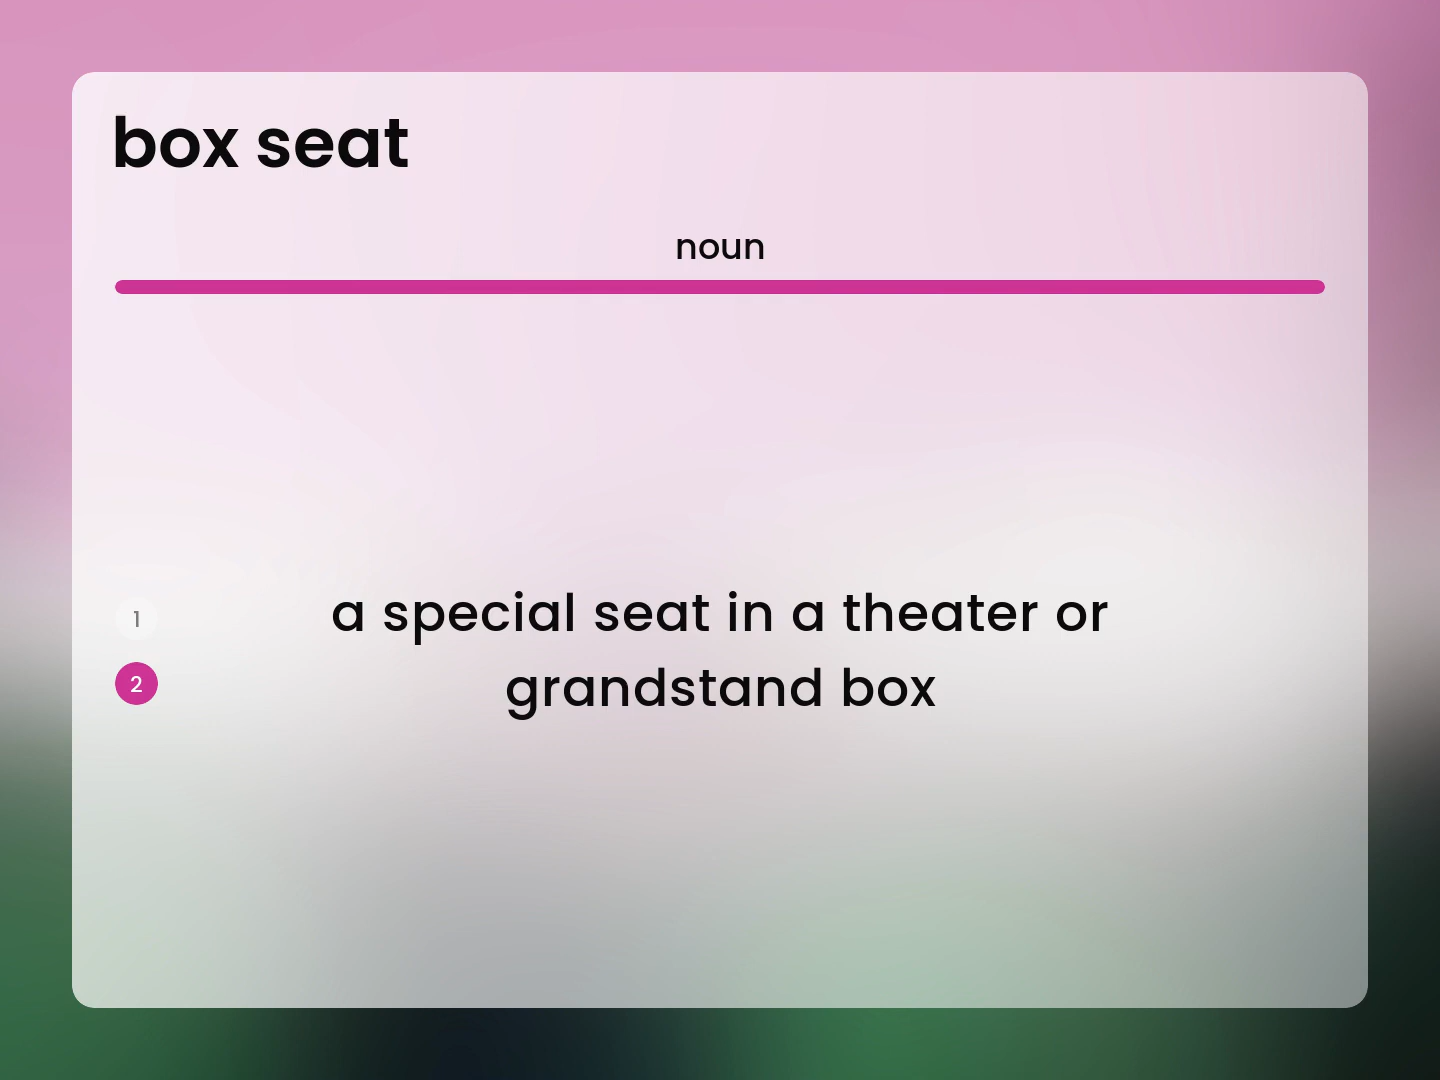 box seat
noun
1
a special seat in a theater or
2
grandstand box